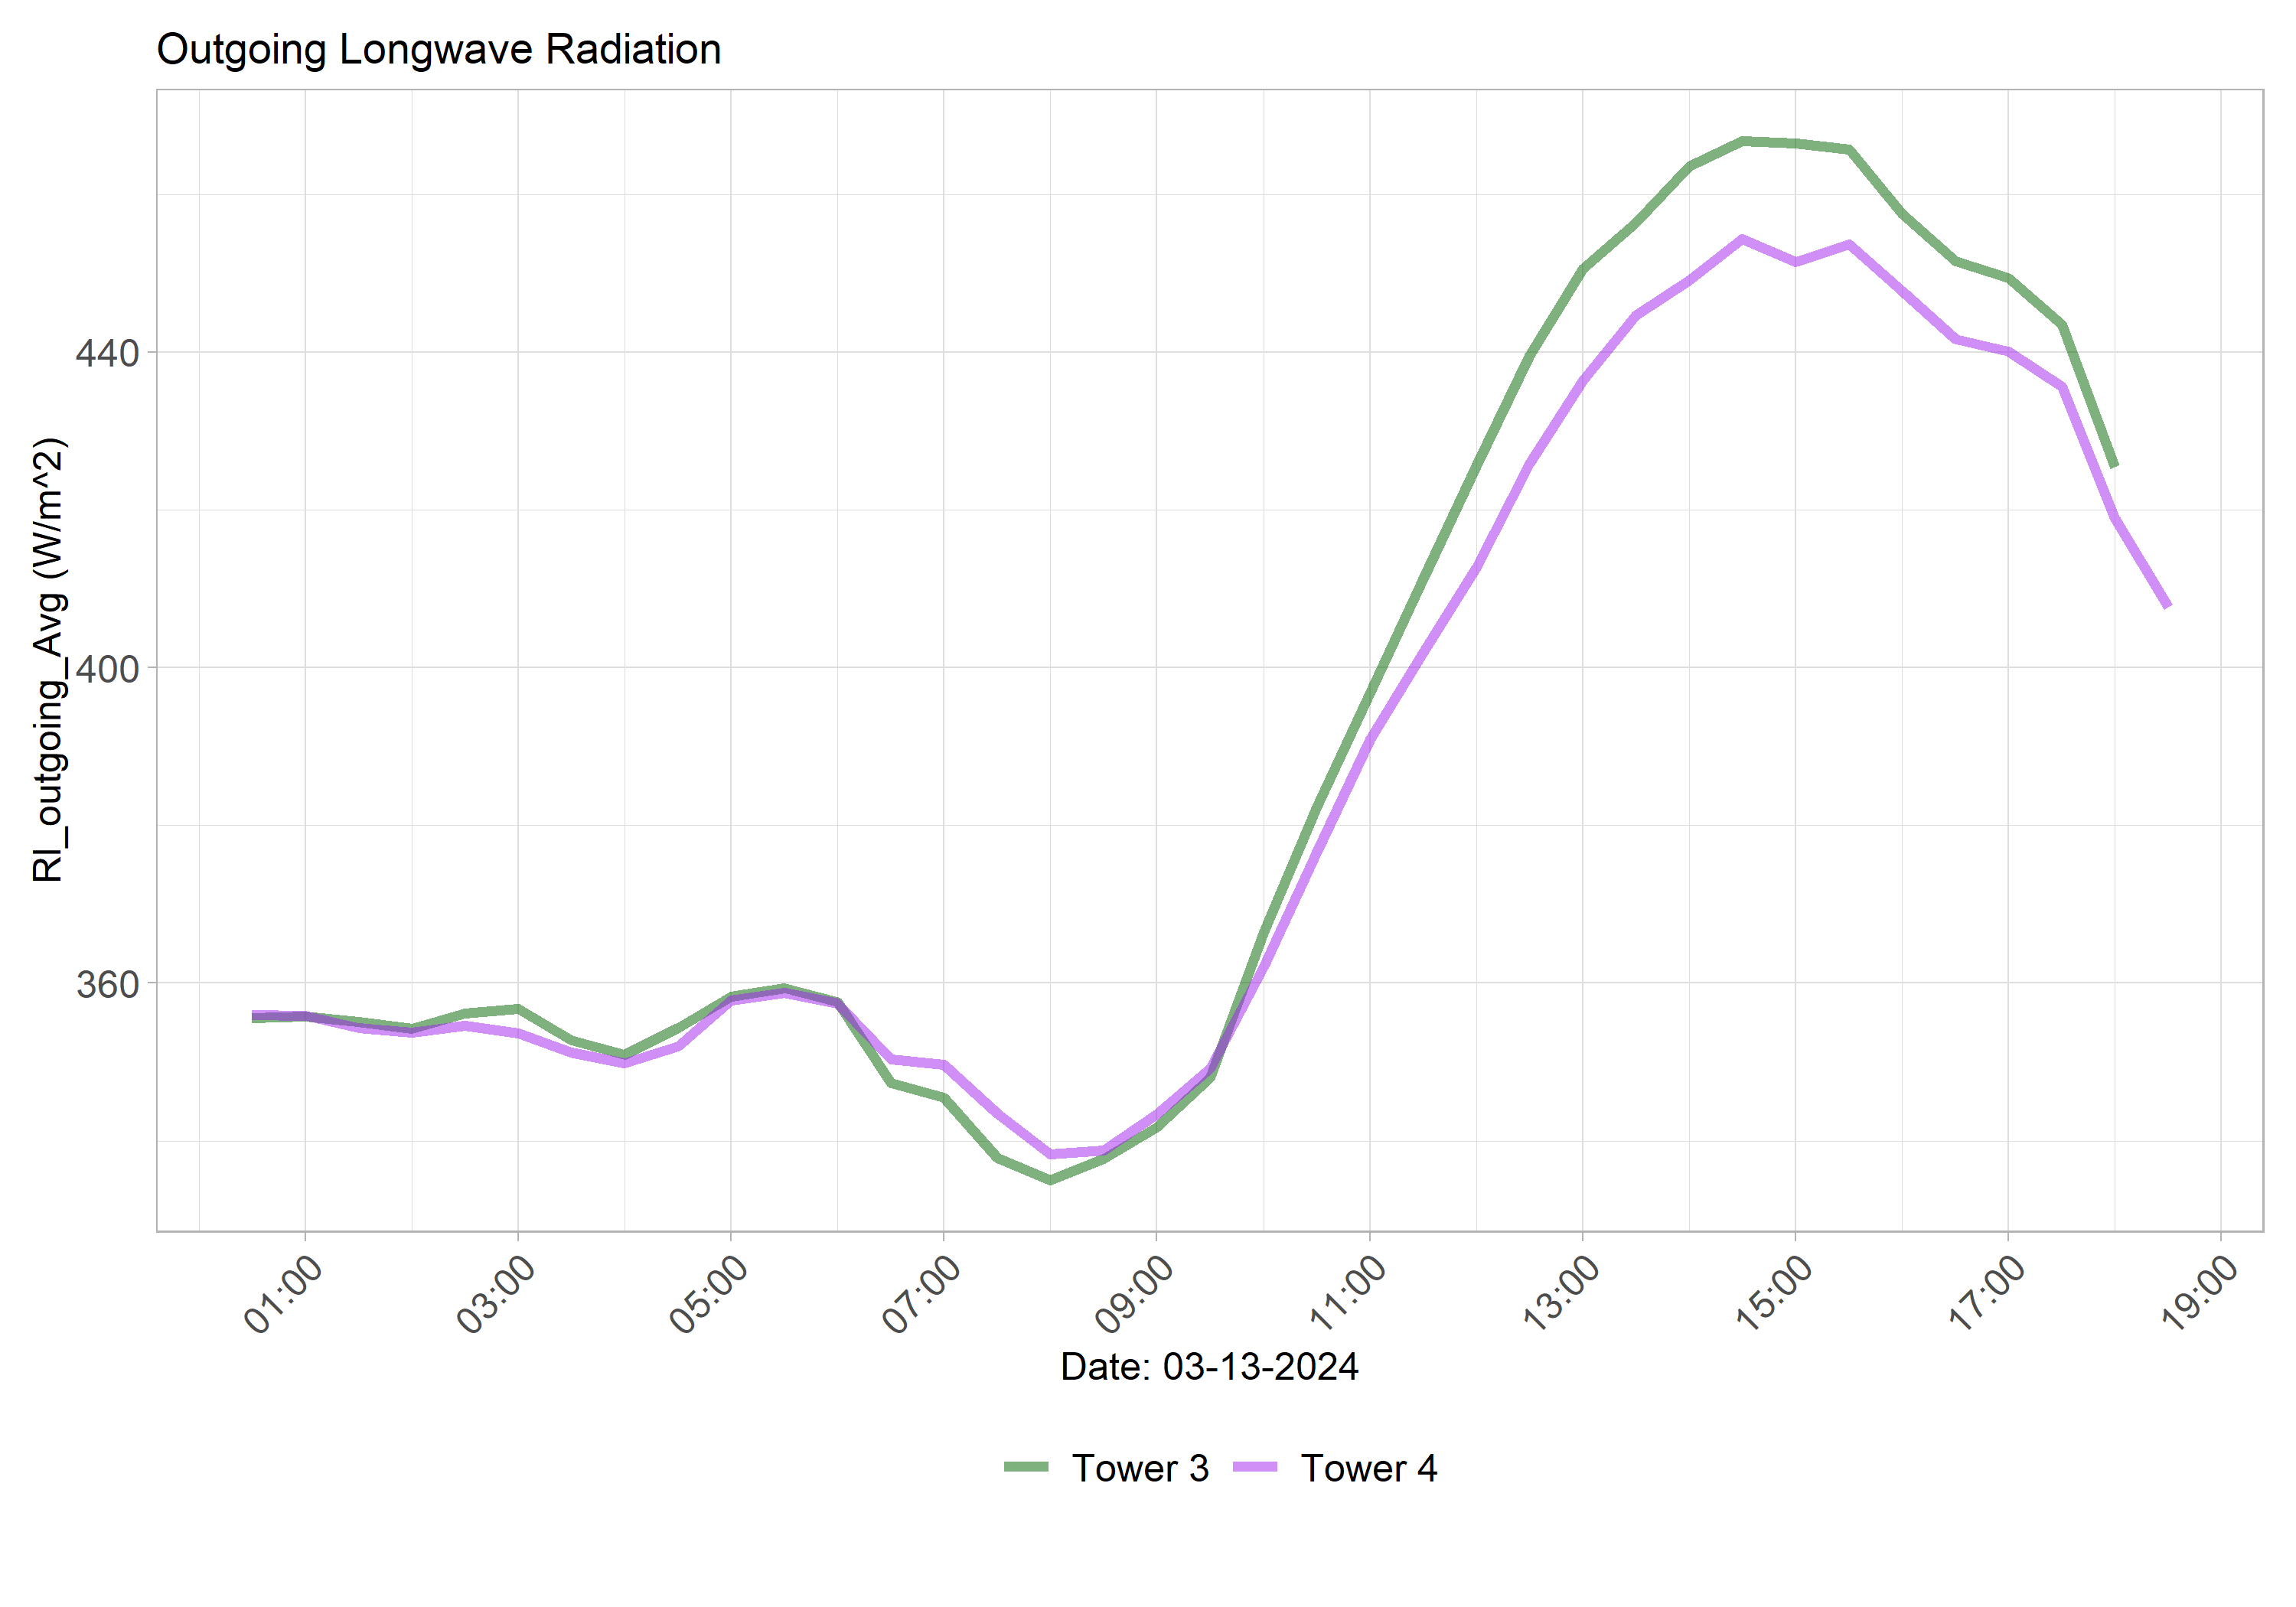 Outgoing Longwave Radiation
Rl_outgoing_Avg (W/m^2)
440
400
360
01:00 03:00 05:00 07:00 09:00 11:00 13:00 15:00 17:00 19:00
Date: 03-13-2024
Tower 3 Tower 4